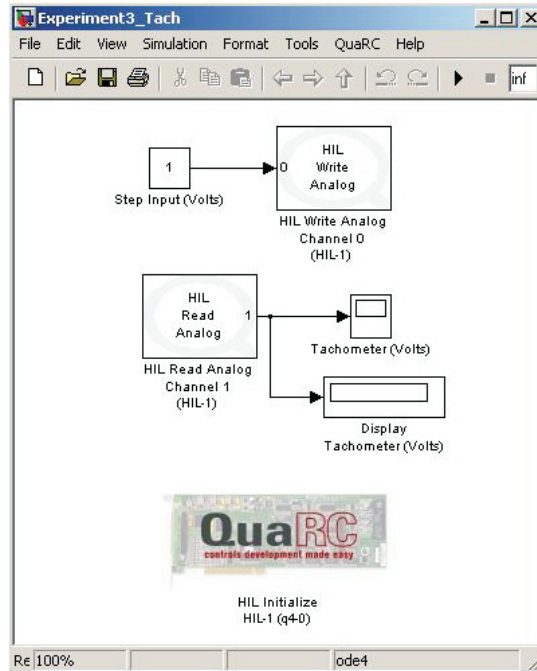 Experiment3_Tach
File Edit View Simulation Format Tools QuaRC Help
inf
1
Step Input (Volts)
0
HIL
Write
Analog
HIL Write Analog
Channel 0
(HIL-1)
HIL
Read
Analog
1
HIL Read Analog
Channel 1
(HIL-1)
Tachometer (Volts)
Display
Tachometer (Volts)
QuaRC
controls development made easy
HIL Initialize
HIL-1 (q4-0)
Re 100% ode4